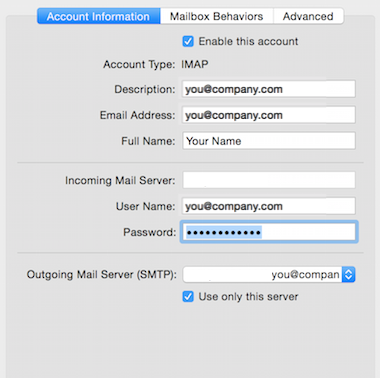 Account Information Mailbox Behaviors Advanced
Enable this account
Account Type: IMAP
Description: you@company.com
Email Address: you@company.com
Full Name: Your Name
Incoming Mail Server:
User Name: you@company.com
Password: ••••••••••••
Outgoing Mail Server (SMTP): you@compan
Use only this server